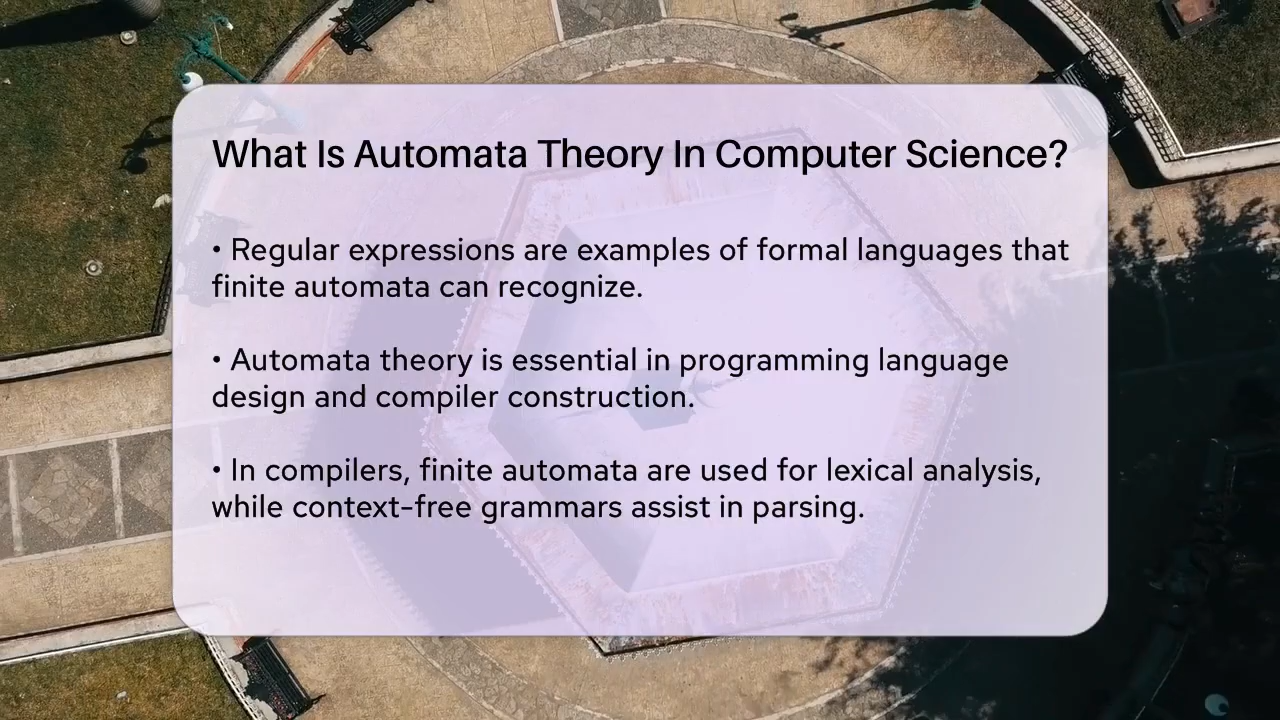 What Is Automata Theory In Computer Science?
• Regular expressions are examples of formal languages that
finite automata can recognize.
• Automata theory is essential in programming language
design and compiler construction.
• In compilers, finite automata are used for lexical analysis,
while context-free grammars assist in parsing.